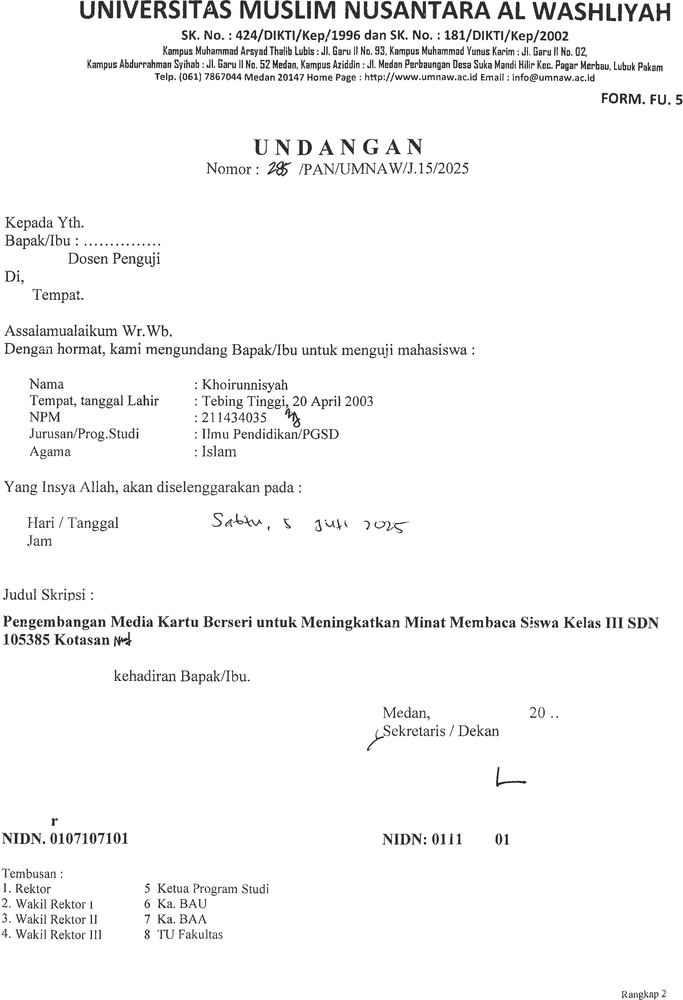 UNIVERSITAS MUSLIM NUSANTARA AL WASHLIYAH
SK. No. : 424/DIKTI/Kep/1996 dan SK. No. : 181/DIKTI/Kep/2002
Kampus Muhammad Arsyad Thalib Lubis : Jl. Garu II No. 93, Kampus Muhammad Yunus Karim : Jl. Garu II No. 02,
Kampus Abdurrahman Syihab : Jl. Garu II No. 52 Medan, Kampus Aziddin : Jl. Medan Perbaungan Desa Suka Mandi Hilir Kec. Pagar Merbau, Lubuk Pakam
Telp. (061) 7867044 Medan 20147 Home Page : http://www.umnaw.ac.id Email : info@umnaw.ac.id
FORM. FU. 5
UNDANGAN
Nomor : 285 /PAN/UMNAW/J.15/2025
Kepada Yth.
Bapak/Ibu : ...............
Dosen Penguji
Di,
Tempat.
Assalamualaikum Wr.Wb.
Dengan hormat, kami mengundang Bapak/Ibu untuk menguji mahasiswa :
Nama : Khoirunnisyah
Tempat, tanggal Lahir : Tebing Tinggi, 20 April 2003
NPM : 211434035
Jurusan/Prog.Studi : Ilmu Pendidikan/PGSD
Agama : Islam
Yang Insya Allah, akan diselenggarakan pada :
Hari / Tanggal Sabtu, 5 Juli 2025
Jam
Judul Skripsi :
Pengembangan Media Kartu Berseri untuk Meningkatkan Minat Membaca Siswa Kelas III SDN
105385 Kotasan
kehadiran Bapak/Ibu.
Medan, 20 ..
Sekretaris / Dekan
r
NIDN. 0107107101 NIDN: 0111 01
Tembusan :
1. Rektor 5 Ketua Program Studi
2. Wakil Rektor I 6 Ka. BAU
3. Wakil Rektor II 7 Ka. BAA
4. Wakil Rektor III 8 TU Fakultas
Rangkap 2